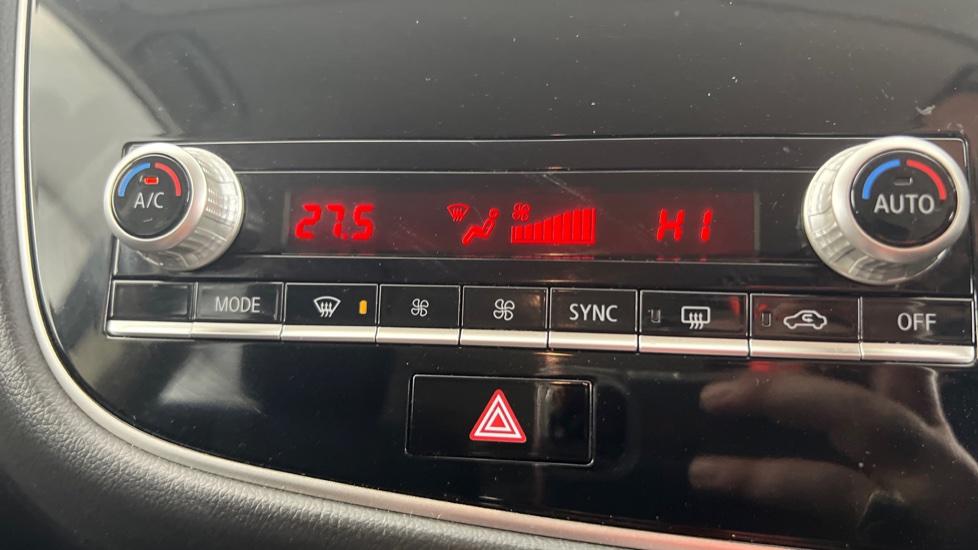 A/C
27.5 HI
AUTO
MODE SYNC OFF